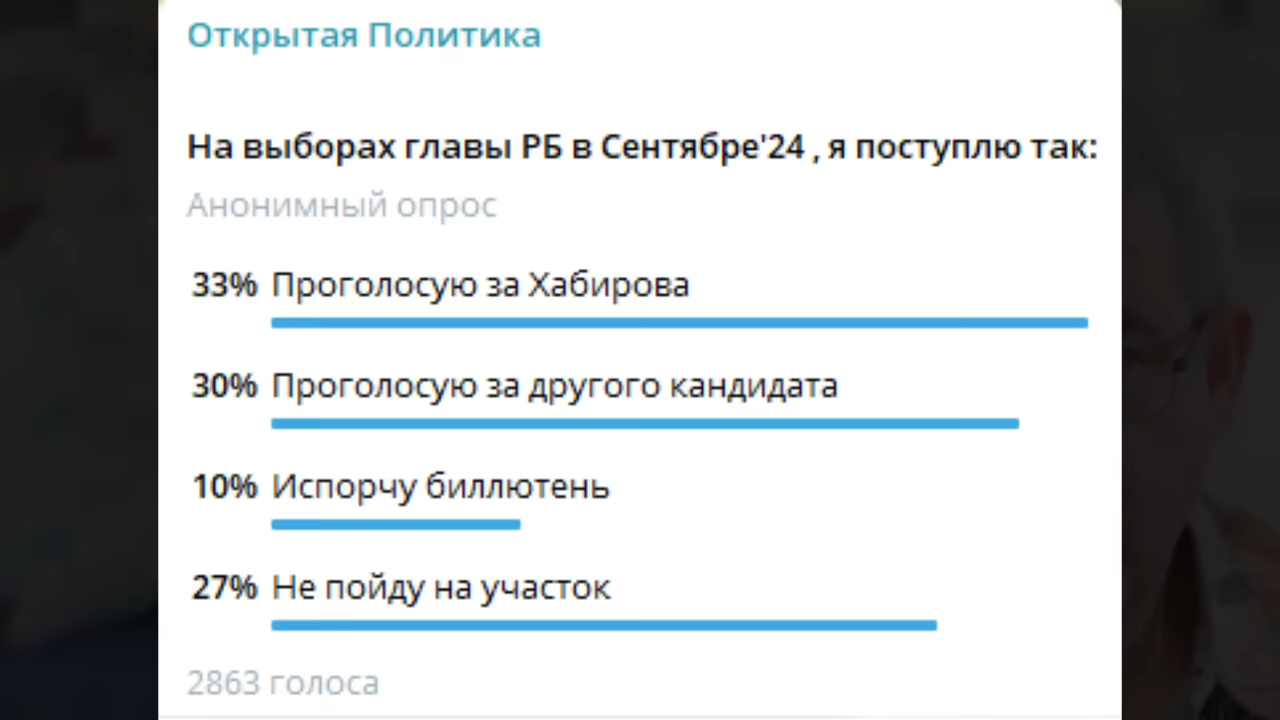 Открытая Политика
На выборах главы РБ в Сентябре'24 , я поступлю так:
Анонимный опрос
33% Проголосую за Хабирова
30% Проголосую за другого кандидата
10% Испорчу биллютень
27% Не пойду на участок
2863 голоса